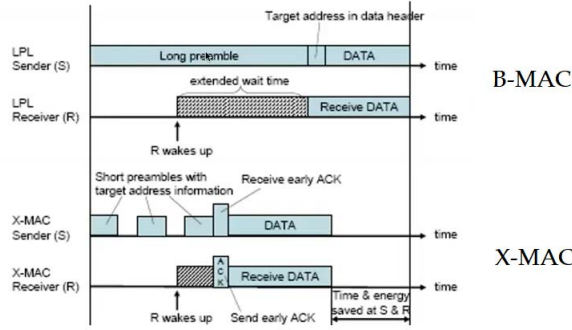 Target address in data header
LPL
Sender (S)
Long preamble
DATA
time
B-MAC
extended wait time
LPL
Receiver (R)
Receive DATA
time
R wakes up
Short preambles with
target address information
Receive early ACK
X-MAC
Sender (S)
DATA
time
X-MAC
X-MAC
Receiver (R)
A
C
K
Receive DATA
time
Time & energy
saved at S & R
R wakes up
Send early ACK